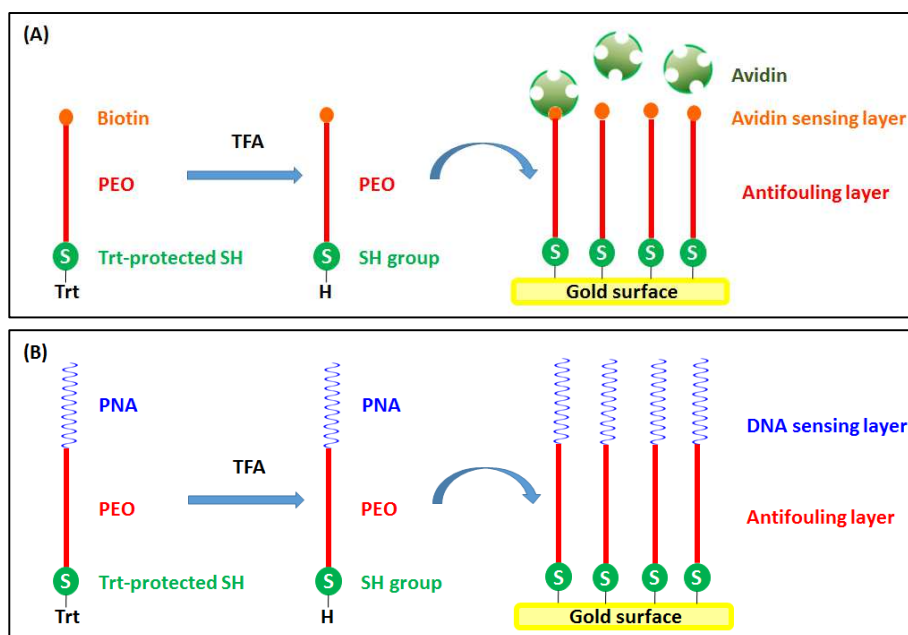 (A)
Avidin
Biotin
Avidin sensing layer
TFA
PEO
PEO
Antifouling layer
S
Trt-protected SH
S
SH group
S S S S
Trt
H
Gold surface
(B)
PNA
PNA
DNA sensing layer
TFA
PEO
PEO
Antifouling layer
S
Trt-protected SH
S
SH group
S S S S
Trt
H
Gold surface